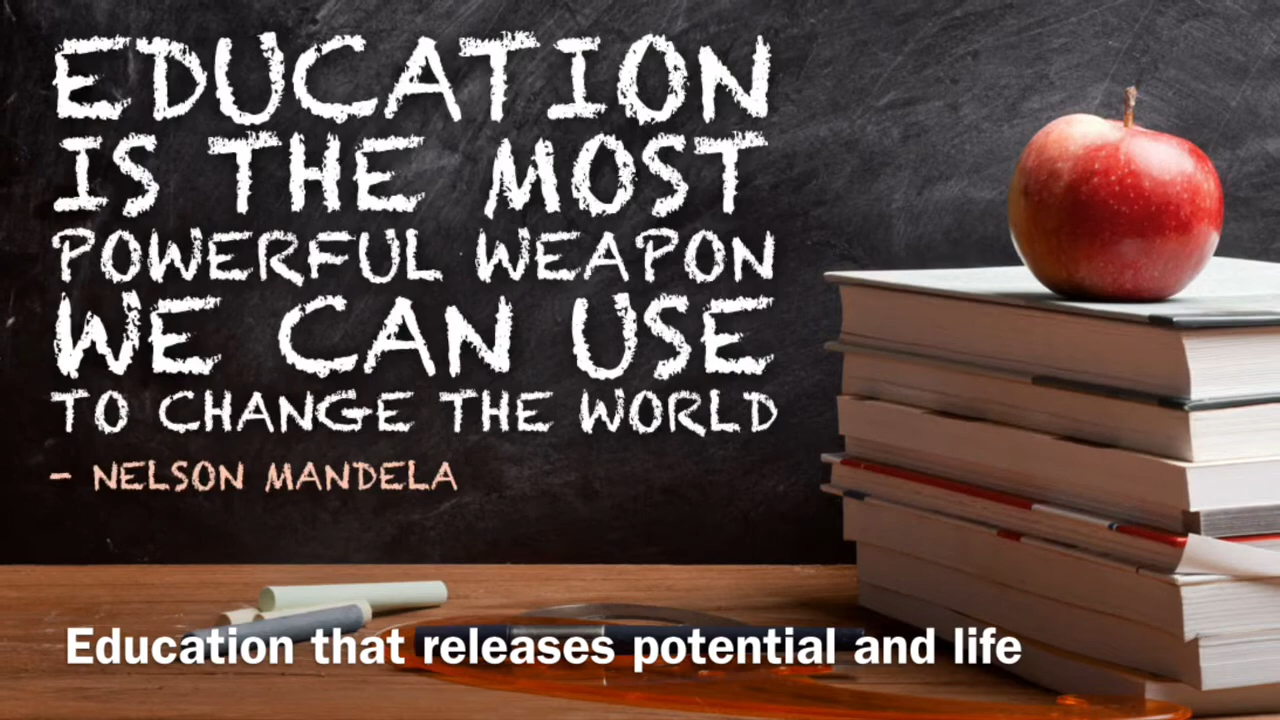 EDUCATION
IS THE MOST
POWERFUL WEAPON
WE CAN USE
TO CHANGE THE WORLD
- NELSON MANDELA
Education that releases potential and life